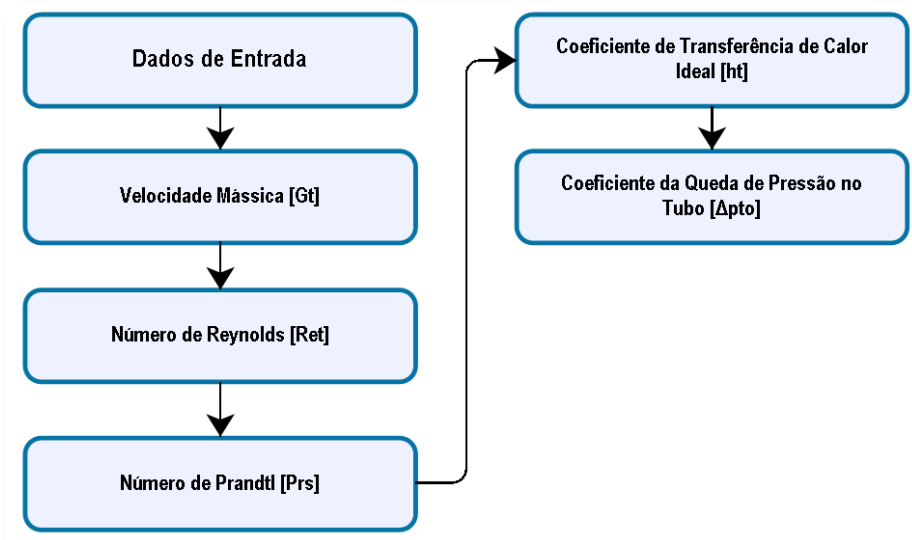 Dados de Entrada
Velocidade Mássica [Gt]
Número de Reynolds [Ret]
Número de Prandtl [Prs]
Coeficiente de Transferência de Calor
Ideal [ht]
Coeficiente da Queda de Pressão no
Tubo [Δpto]